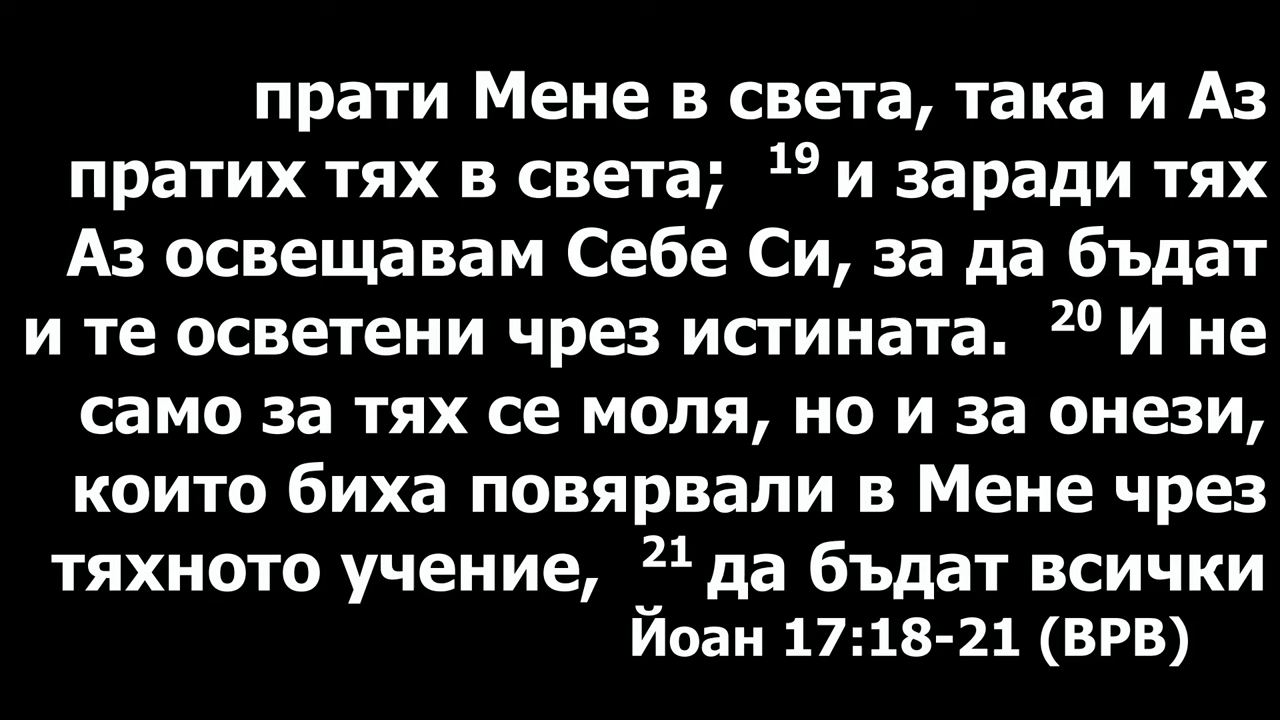 прати Мене в света, така и Аз
пратих тях в света; 19 и заради тях
Аз освещавам Себе Си, за да бъдат
и те осветени чрез истината. 20 И не
само за тях се моля, но и за онези,
които биха повярвали в Мене чрез
тяхното учение, 21 да бъдат всички
Йоан 17:18-21 (ВРВ)